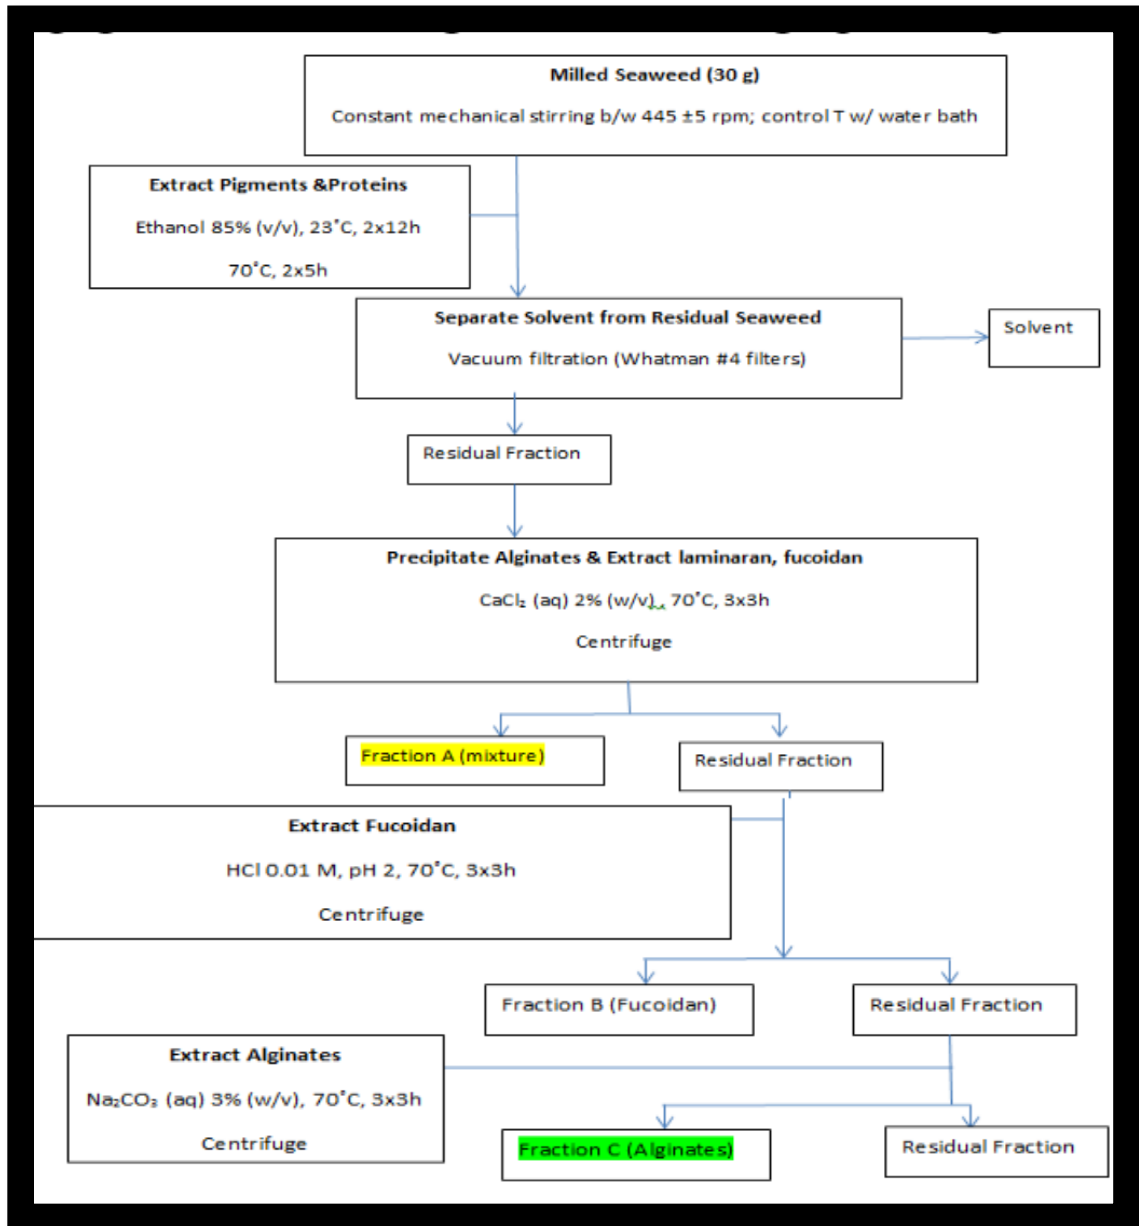 Milled Seaweed (30 g)
Constant mechanical stirring b/w 445 ±5 rpm; control T w/ water bath
Extract Pigments &Proteins
Ethanol 85% (v/v), 23˚C, 2x12h
70˚C, 2x5h
Separate Solvent from Residual Seaweed
Vacuum filtration (Whatman #4 filters)
Solvent
Residual Fraction
Precipitate Alginates & Extract laminaran, fucoidan
CaCl₂ (aq) 2% (w/v), 70˚C, 3x3h
Centrifuge
Fraction A (mixture)
Residual Fraction
Extract Fucoidan
HCl 0.01 M, pH 2, 70˚C, 3x3h
Centrifuge
Fraction B (Fucoidan)
Residual Fraction
Extract Alginates
Na₂CO₃ (aq) 3% (w/v), 70˚C, 3x3h
Centrifuge
Fraction C (Alginates)
Residual Fraction